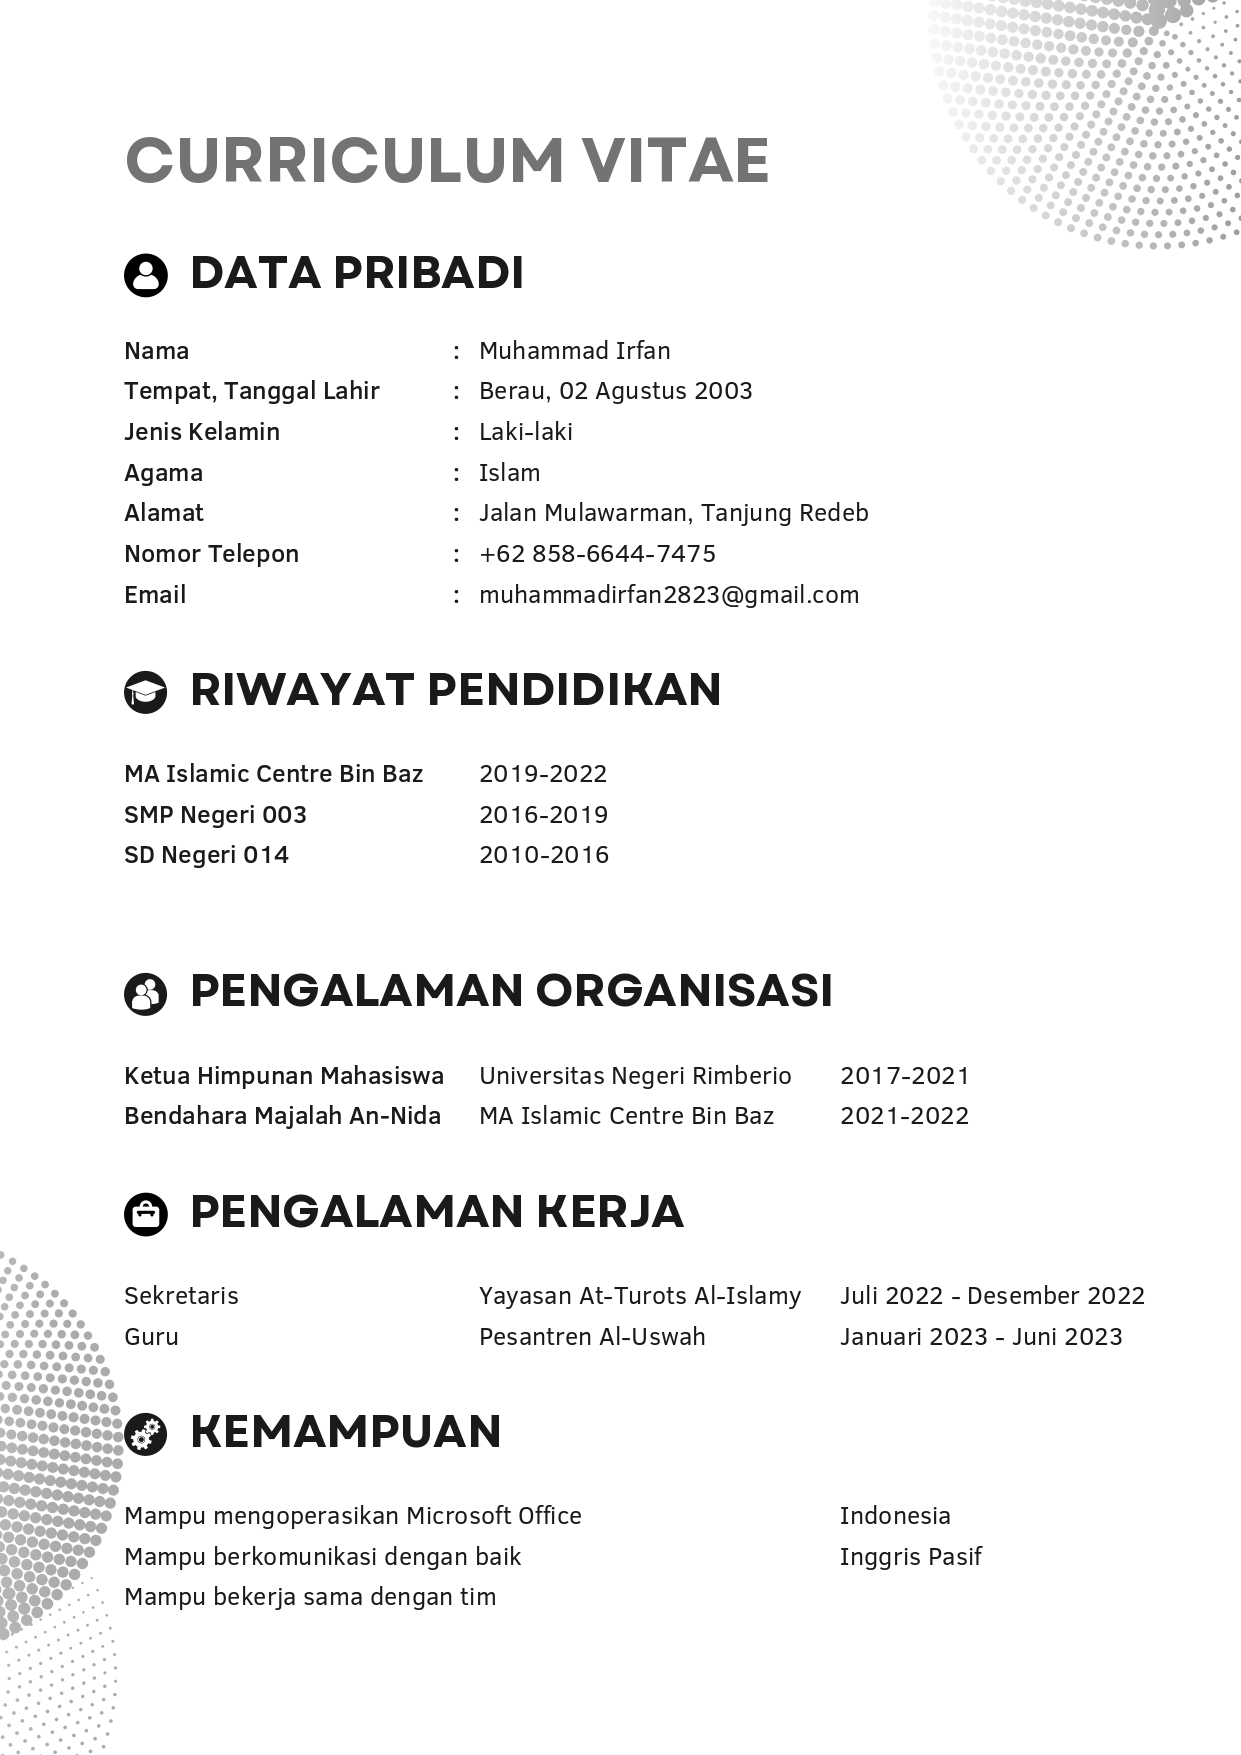 CURRICULUM VITAE
DATA PRIBADI
Nama : Muhammad Irfan
Tempat, Tanggal Lahir : Berau, 02 Agustus 2003
Jenis Kelamin : Laki-laki
Agama : Islam
Alamat : Jalan Mulawarman, Tanjung Redeb
Nomor Telepon : +62 858-6644-7475
Email : muhammadirfan2823@gmail.com
RIWAYAT PENDIDIKAN
MA Islamic Centre Bin Baz 2019-2022
SMP Negeri 003 2016-2019
SD Negeri 014 2010-2016
PENGALAMAN ORGANISASI
Ketua Himpunan Mahasiswa Universitas Negeri Rimberio 2017-2021
Bendahara Majalah An-Nida MA Islamic Centre Bin Baz 2021-2022
PENGALAMAN KERJA
Sekretaris Yayasan At-Turots Al-Islamy Juli 2022 - Desember 2022
Guru Pesantren Al-Uswah Januari 2023 - Juni 2023
KEMAMPUAN
Mampu mengoperasikan Microsoft Office Indonesia
Mampu berkomunikasi dengan baik Inggris Pasif
Mampu bekerja sama dengan tim